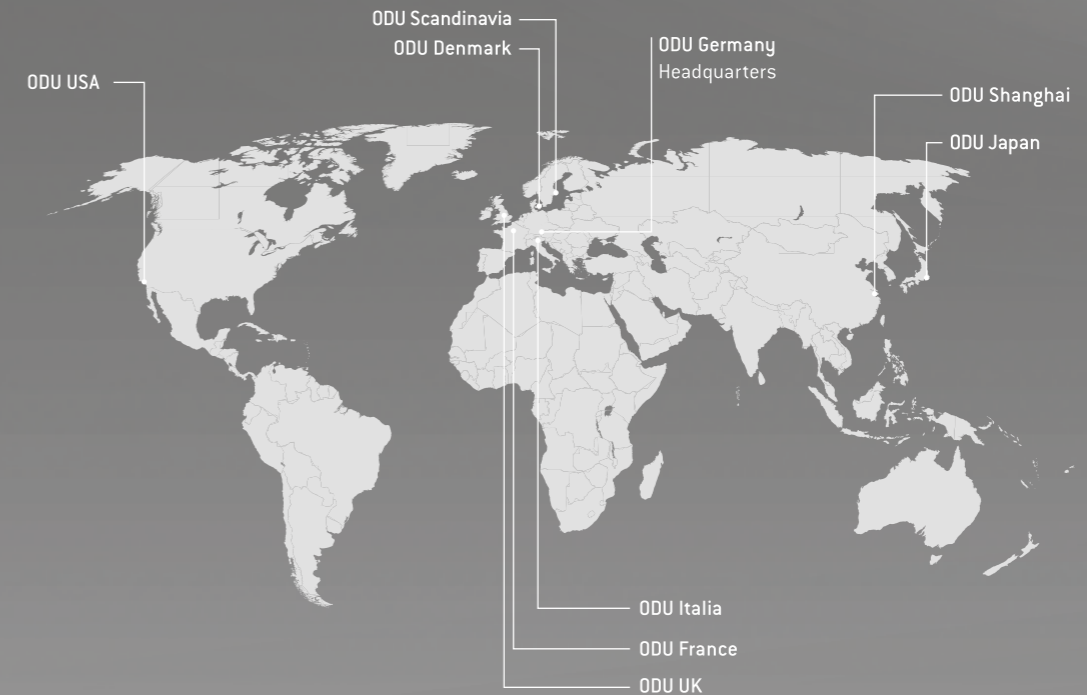 ODU Scandinavia
ODU Denmark
ODU Germany
Headquarters
ODU USA
ODU Shanghai
ODU Japan
ODU Italia
ODU France
ODU UK